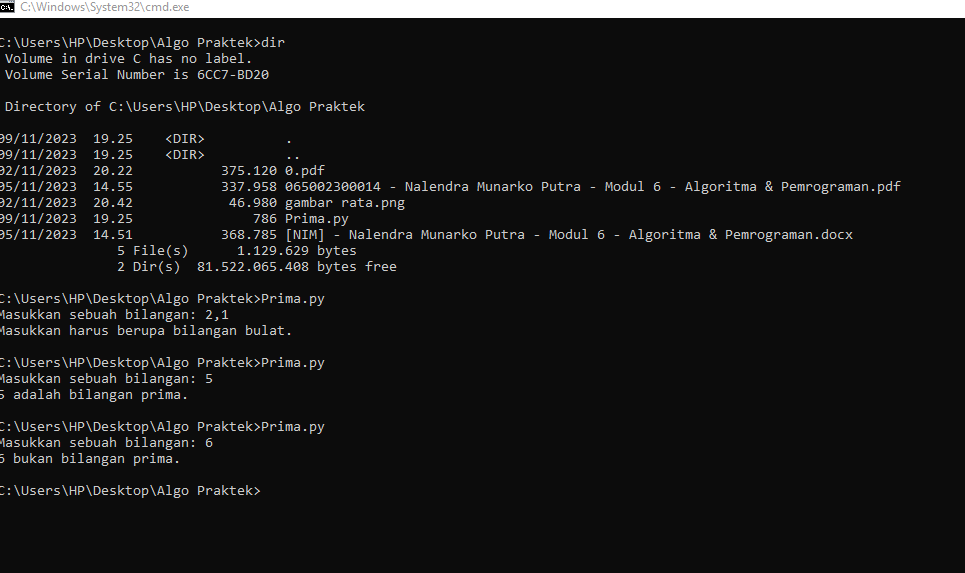 C:\Windows\System32\cmd.exe
C:\Users\HP\Desktop\Algo Praktek>dir
Volume in drive C has no label.
Volume Serial Number is 6CC7-BD20
Directory of C:\Users\HP\Desktop\Algo Praktek
09/11/2023 19.25 <DIR> .
09/11/2023 19.25 <DIR> ..
02/11/2023 20.22 375.120 0.pdf
05/11/2023 14.55 337.958 065002300014 - Nalendra Munarko Putra - Modul 6 - Algoritma & Pemrograman.pdf
02/11/2023 20.42 46.980 gambar rata.png
09/11/2023 19.25 786 Prima.py
05/11/2023 14.51 368.785 [NIM] - Nalendra Munarko Putra - Modul 6 - Algoritma & Pemrograman.docx
5 File(s) 1.129.629 bytes
2 Dir(s) 81.522.065.408 bytes free
C:\Users\HP\Desktop\Algo Praktek>Prima.py
Masukkan sebuah bilangan: 2,1
Masukkan harus berupa bilangan bulat.
C:\Users\HP\Desktop\Algo Praktek>Prima.py
Masukkan sebuah bilangan: 5
5 adalah bilangan prima.
C:\Users\HP\Desktop\Algo Praktek>Prima.py
Masukkan sebuah bilangan: 6
6 bukan bilangan prima.
C:\Users\HP\Desktop\Algo Praktek>